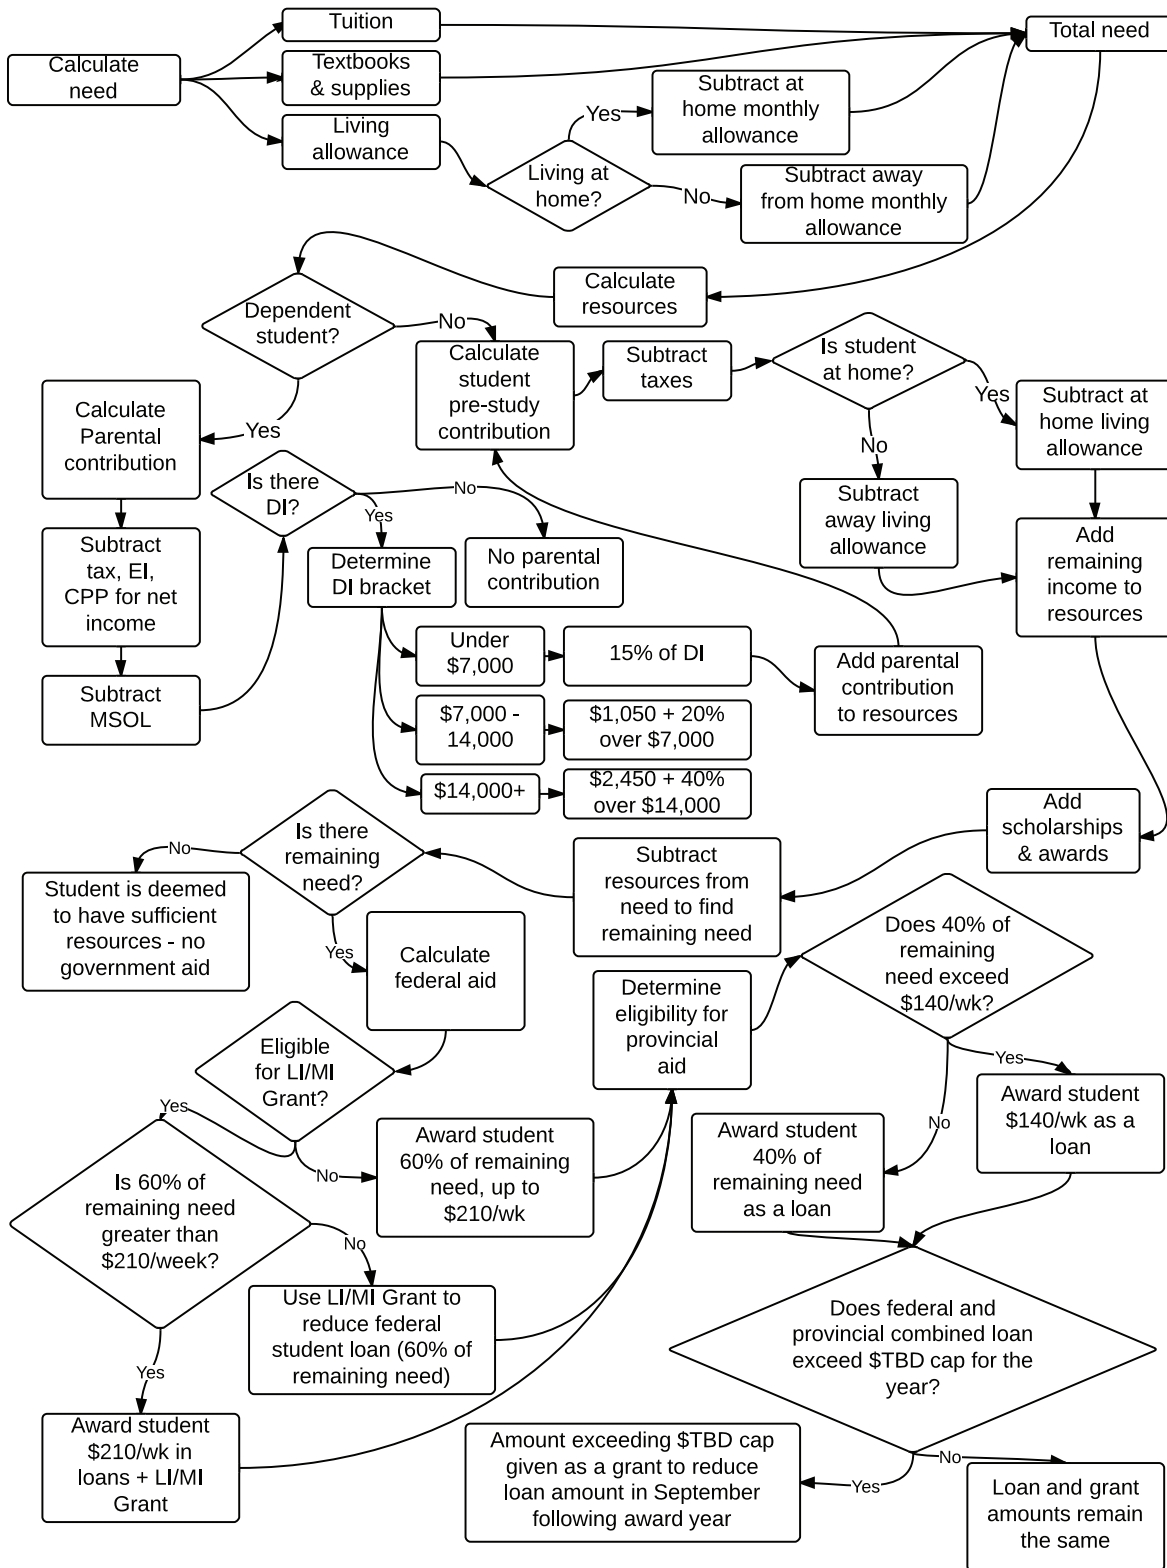 Calculate
need
Tuition
Textbooks
& supplies
Living
allowance
Living at
home?
Yes
Subtract at
home monthly
allowance
No
Subtract away
from home monthly
allowance
Total need
Calculate
resources
Dependent
student?
No
Yes
Calculate
Parental
contribution
Subtract
tax, EI,
CPP for net
income
Subtract
MSOL
Is there
DI?
No
Yes
No parental
contribution
Determine
DI bracket
Under
$7,000
15% of DI
$7,000 -
14,000
$1,050 + 20%
over $7,000
$14,000+
$2,450 + 40%
over $14,000
Add parental
contribution
to resources
Calculate
student
pre-study
contribution
Subtract
taxes
Is student
at home?
Yes
No
Subtract at
home living
allowance
Subtract
away living
allowance
Add
remaining
income to
resources
Add
scholarships
& awards
Subtract
resources from
need to find
remaining need
Is there
remaining
need?
No
Student is deemed
to have sufficient
resources - no
government aid
Yes
Calculate
federal aid
Eligible
for LI/MI
Grant?
Yes
No
Award student
60% of remaining
need, up to
$210/wk
Is 60% of
remaining need
greater than
$210/week?
No
Use LI/MI Grant to
reduce federal
student loan (60% of
remaining need)
Yes
Award student
$210/wk in
loans + LI/MI
Grant
Determine
eligibility for
provincial
aid
Does 40% of
remaining
need exceed
$140/wk?
Yes
Award student
$140/wk as a
loan
No
Award student
40% of
remaining need
as a loan
Does federal and
provincial combined loan
exceed $TBD cap for the
year?
Yes
Amount exceeding $TBD cap
given as a grant to reduce
loan amount in September
following award year
No
Loan and grant
amounts remain
the same